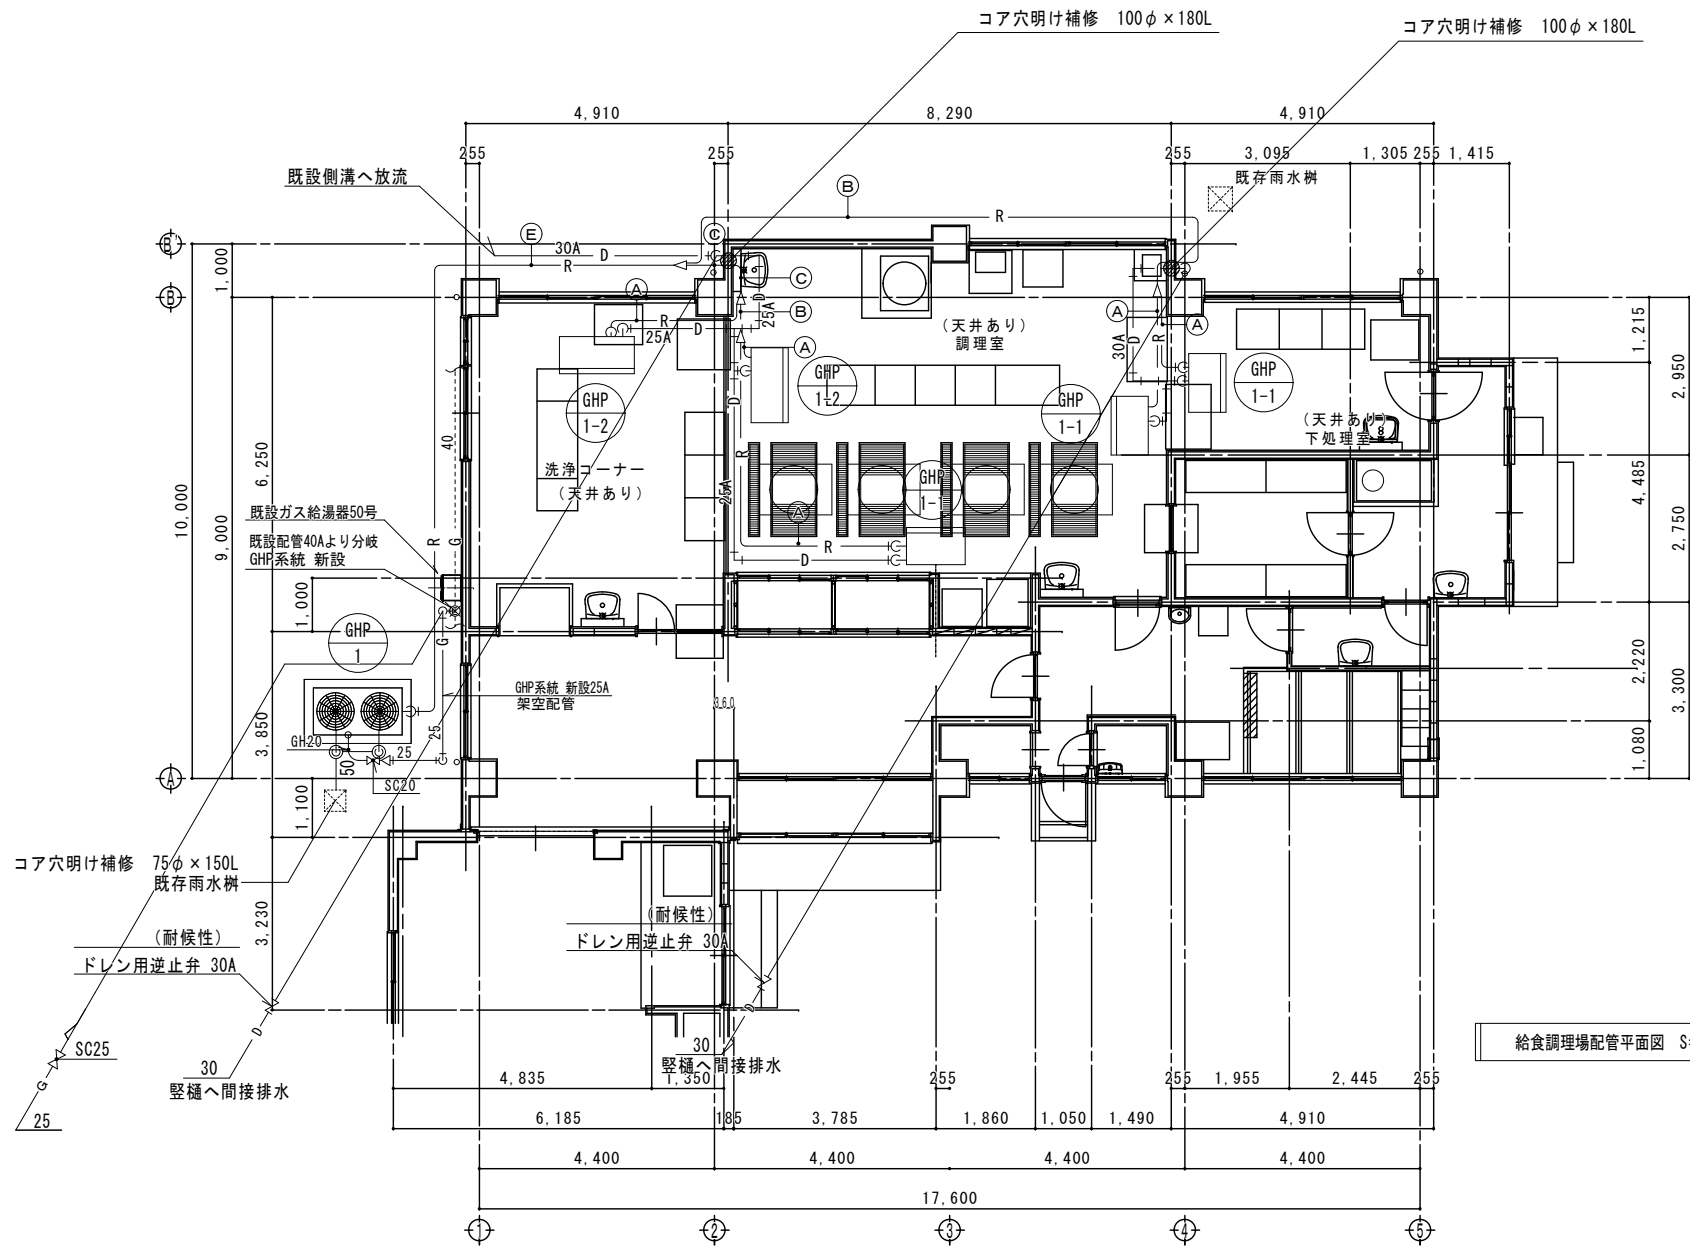 コア穴明け補修　100φ×180L
コア穴明け補修　100φ×180L
4,910
8,290
4,910
255
255
255
3,095
1,305
255
1,415
既設側溝へ放流
既存雨水桝
B
R
E
30A
D
R
C
B'
1,000
B
A
R
D
25A
C
D
25A
B
A
(天井あり)
調理室
A
A
30A
D
R
1,215
2,950
GHP
1-2
GHP
1-2
GHP
1-1
GHP
1-1
(天井あり)
下処理室
40
洗浄コーナー
(天井あり)
D
R
25A
GHP
A
6,250
10,000
9,000
4,485
2,750
既設ガス給湯器50号
既設配管40Aより分岐
GHP系統 新設
R
G
R
D
1,000
GHP
1
G
GHP系統 新設25A
架空配管
360
2,220
3,300
3,850
GH20
25
25
50
SC20
1,080
A
1,100
コア穴明け補修　75φ×150L
既存雨水桝
3,230
(耐候性)
ドレン用逆止弁 30A
(耐候性)
ドレン用逆止弁 30A
D
D
SC25
G
25
30
竪樋へ間接排水
30
竪樋へ間接排水
給食調理場配管平面図
4,835
1,350
255
255
1,955
2,445
255
6,185
185
3,785
1,860
1,050
1,490
4,910
4,400
4,400
4,400
4,400
17,600
1
2
3
4
5